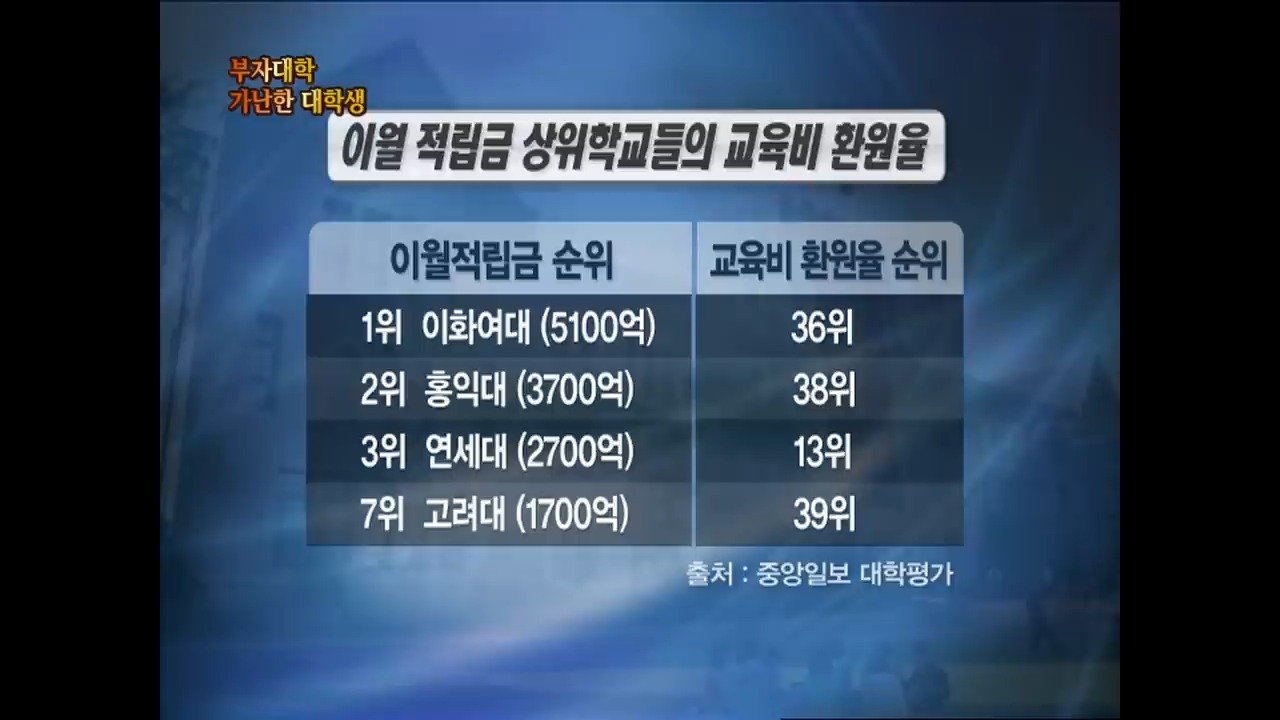 부자대학
가난한 대학생
이월 적립금 상위학교들의 교육비 환원율
이월적립금 순위 교육비 환원율 순위
1위 이화여대 (5100억) 36위
2위 홍익대 (3700억) 38위
3위 연세대 (2700억) 13위
7위 고려대 (1700억) 39위
출처 : 중앙일보 대학평가